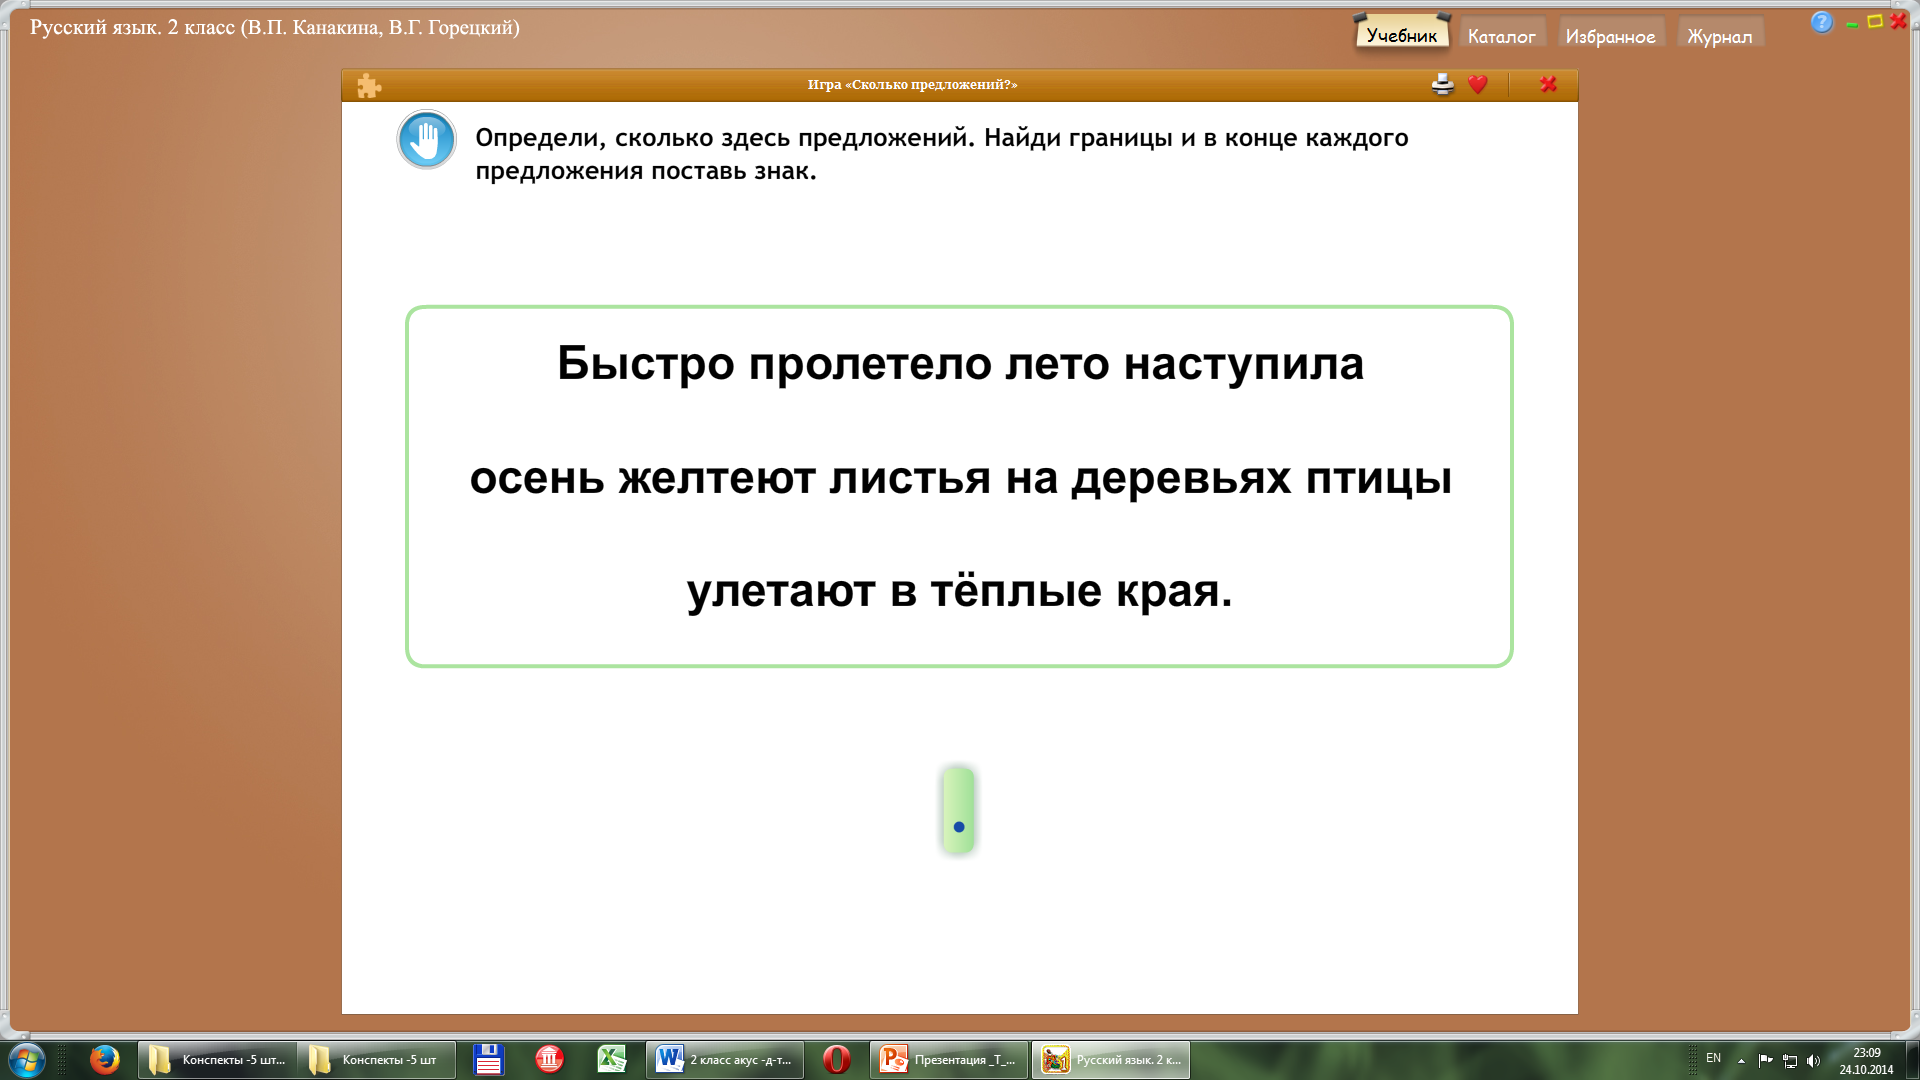 Русский язык. 2 класс (В.П. Канакина, В.Г. Горецкий)
Учебник Каталог Избранное Журнал
?
Игра «Сколько предложений?»
Определи, сколько здесь предложений. Найди границы и в конце каждого
предложения поставь знак.
Быстро пролетело лето наступила
осень желтеют листья на деревьях птицы
улетают в тёплые края.
.
Конспекты -5 шт... Конспекты -5 шт 2 класс акус -д-т... Презентация _Т_... Русский язык. 2 к... EN 23:09
24.10.2014